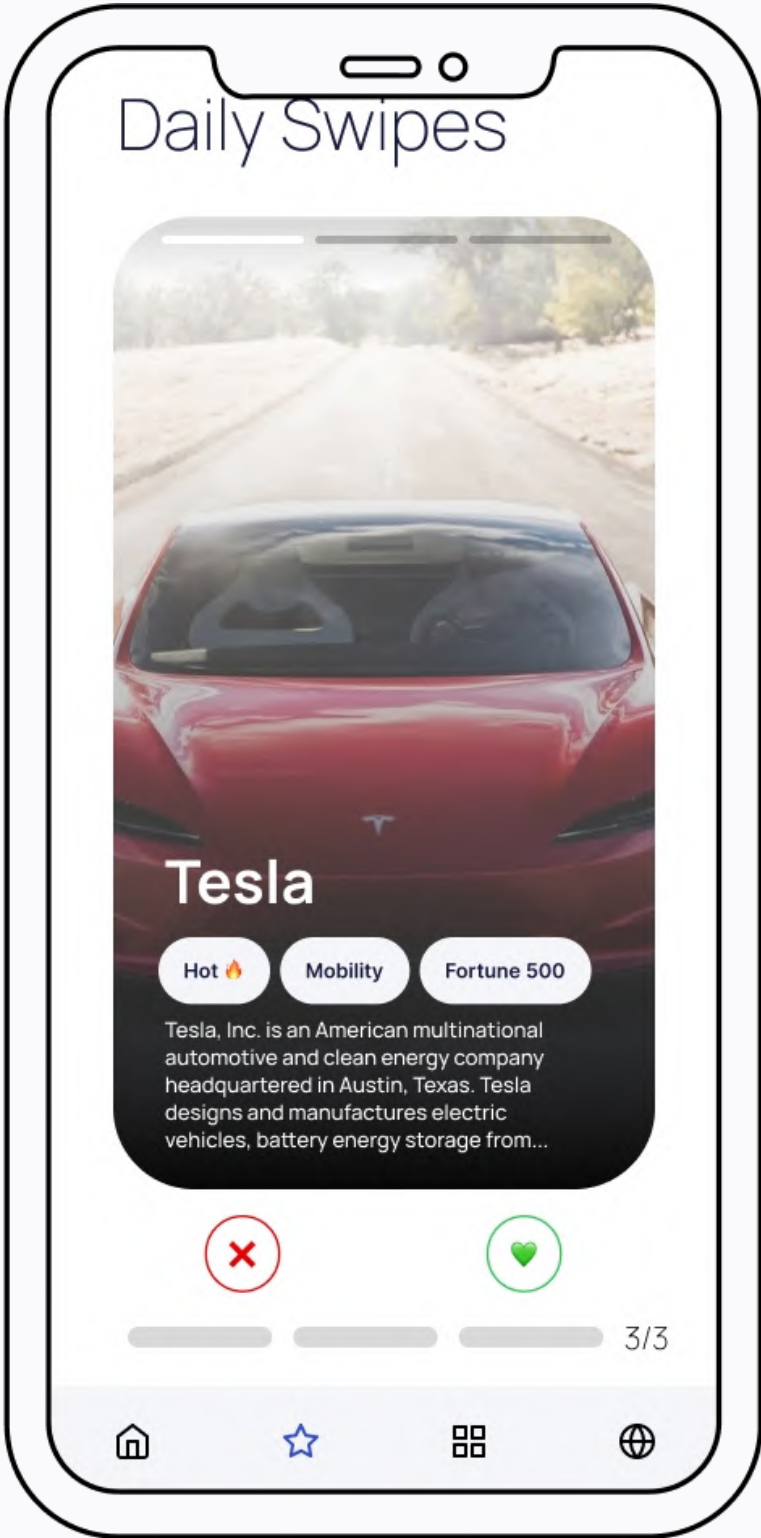 Daily Swipes
Tesla
Hot 🔥
Mobility
Fortune 500
Tesla, Inc. is an American multinational
automotive and clean energy company
headquartered in Austin, Texas. Tesla
designs and manufactures electric
vehicles, battery energy storage from...
3/3